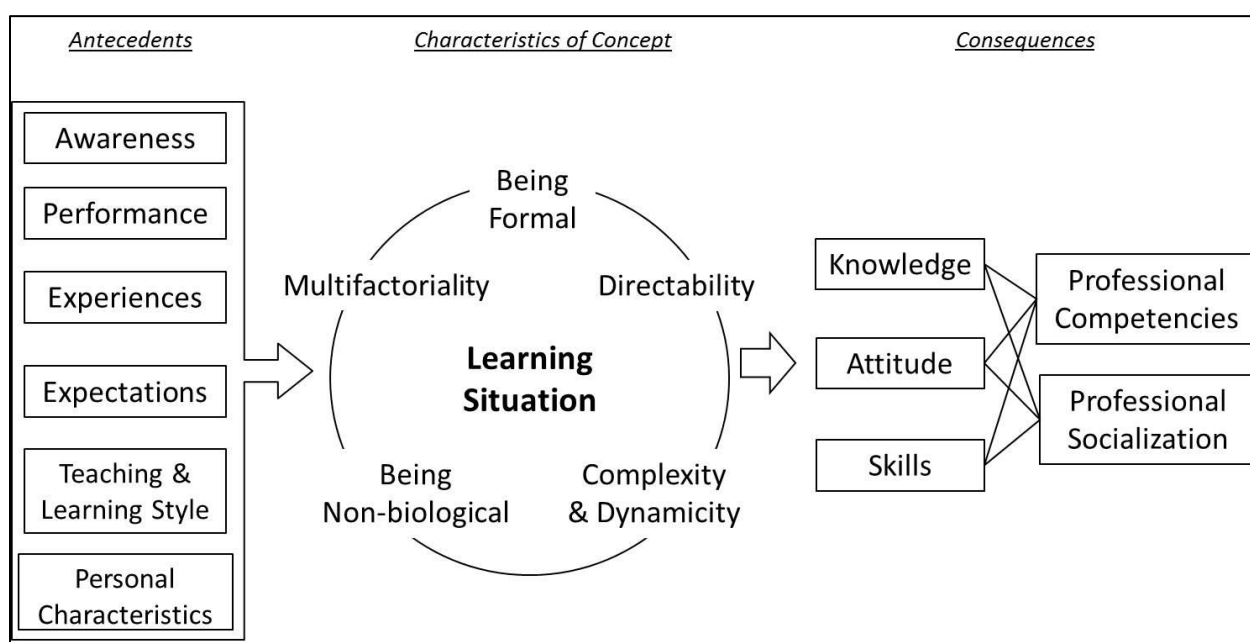 Antecedents
Characteristics of Concept
Consequences
Awareness
Performance
Experiences
Expectations
Teaching &
Learning Style
Personal
Characteristics
Being
Formal
Multifactoriality
Directability
Learning
Situation
Being
Non-biological
Complexity
& Dynamicity
Knowledge
Attitude
Skills
Professional
Competencies
Professional
Socialization